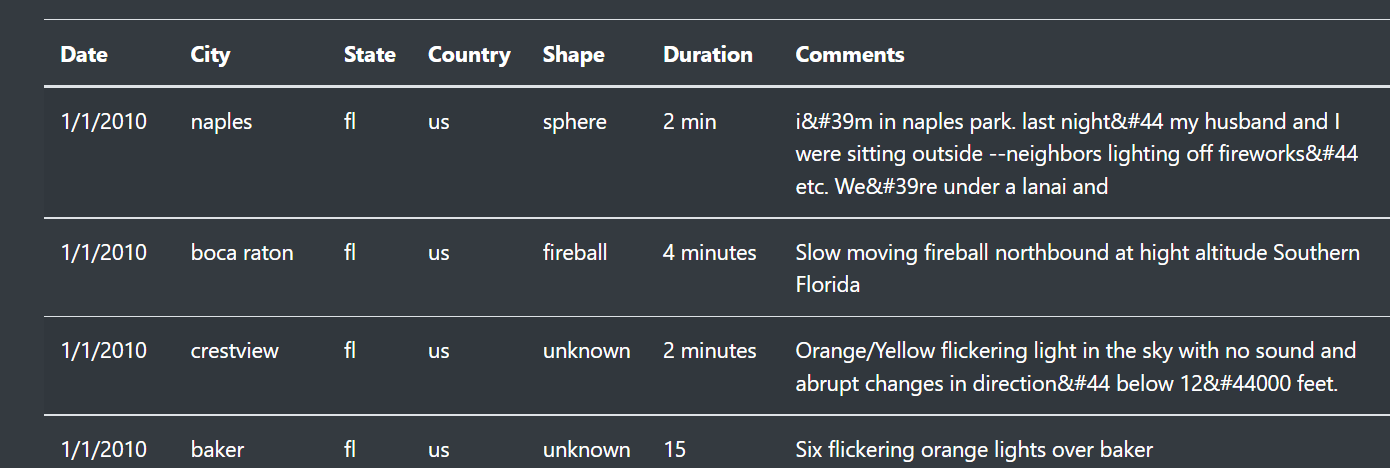 Date City State Country Shape Duration Comments
1/1/2010 naples fl us sphere 2 min i&#39m in naples park. last night&#44 my husband and I
were sitting outside --neighbors lighting off fireworks&#44
etc. We&#39re under a lanai and
1/1/2010 boca raton fl us fireball 4 minutes Slow moving fireball northbound at hight altitude Southern
Florida
1/1/2010 crestview fl us unknown 2 minutes Orange/Yellow flickering light in the sky with no sound and
abrupt changes in direction&#44 below 12&#44000 feet.
1/1/2010 baker fl us unknown 15 Six flickering orange lights over baker